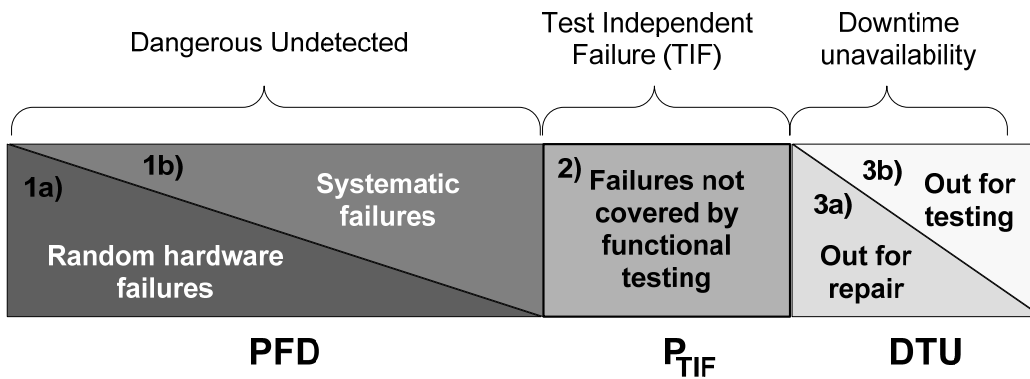 Dangerous Undetected
Test Independent
Failure (TIF)
Downtime
unavailability
1a)
1b)
Systematic
failures
Random hardware
failures
2)
Failures not
covered by
functional
testing
3b)
Out for
testing
3a)
Out for
repair
PFD
PTIF
DTU